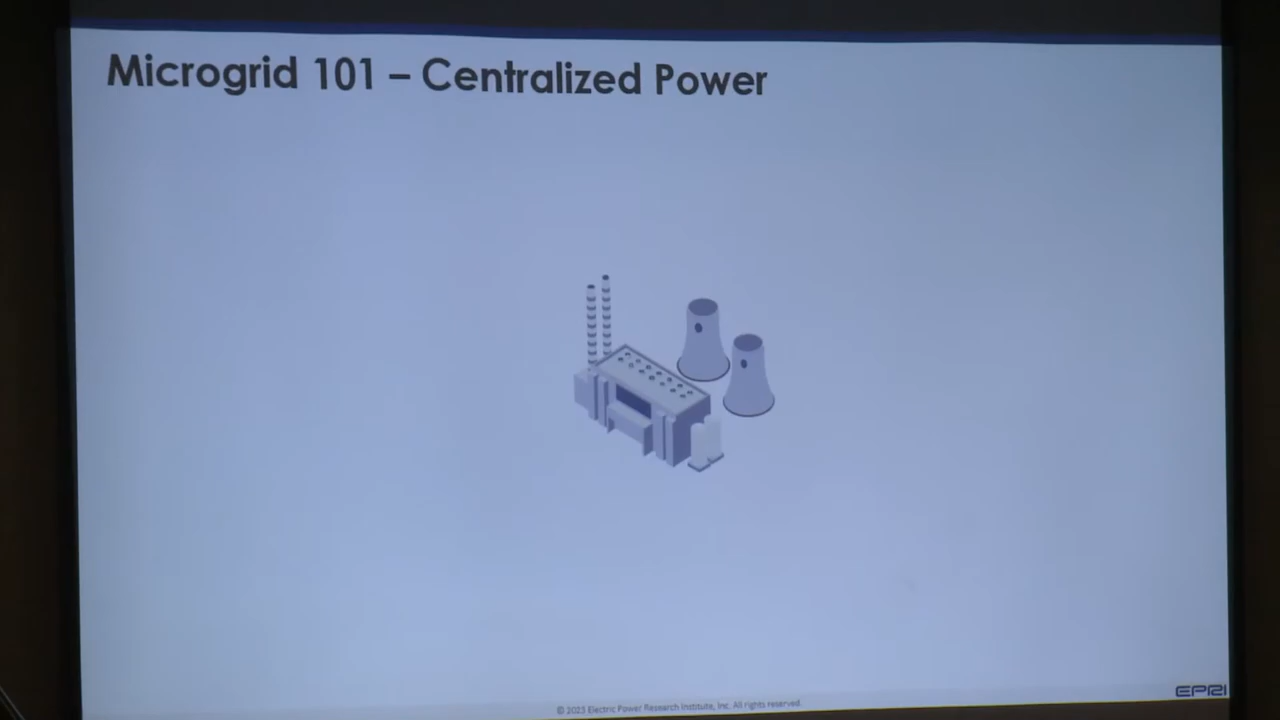 Microgrid 101 – Centralized Power
EPRI
© 2023 Electric Power Research Institute, Inc. All rights reserved.